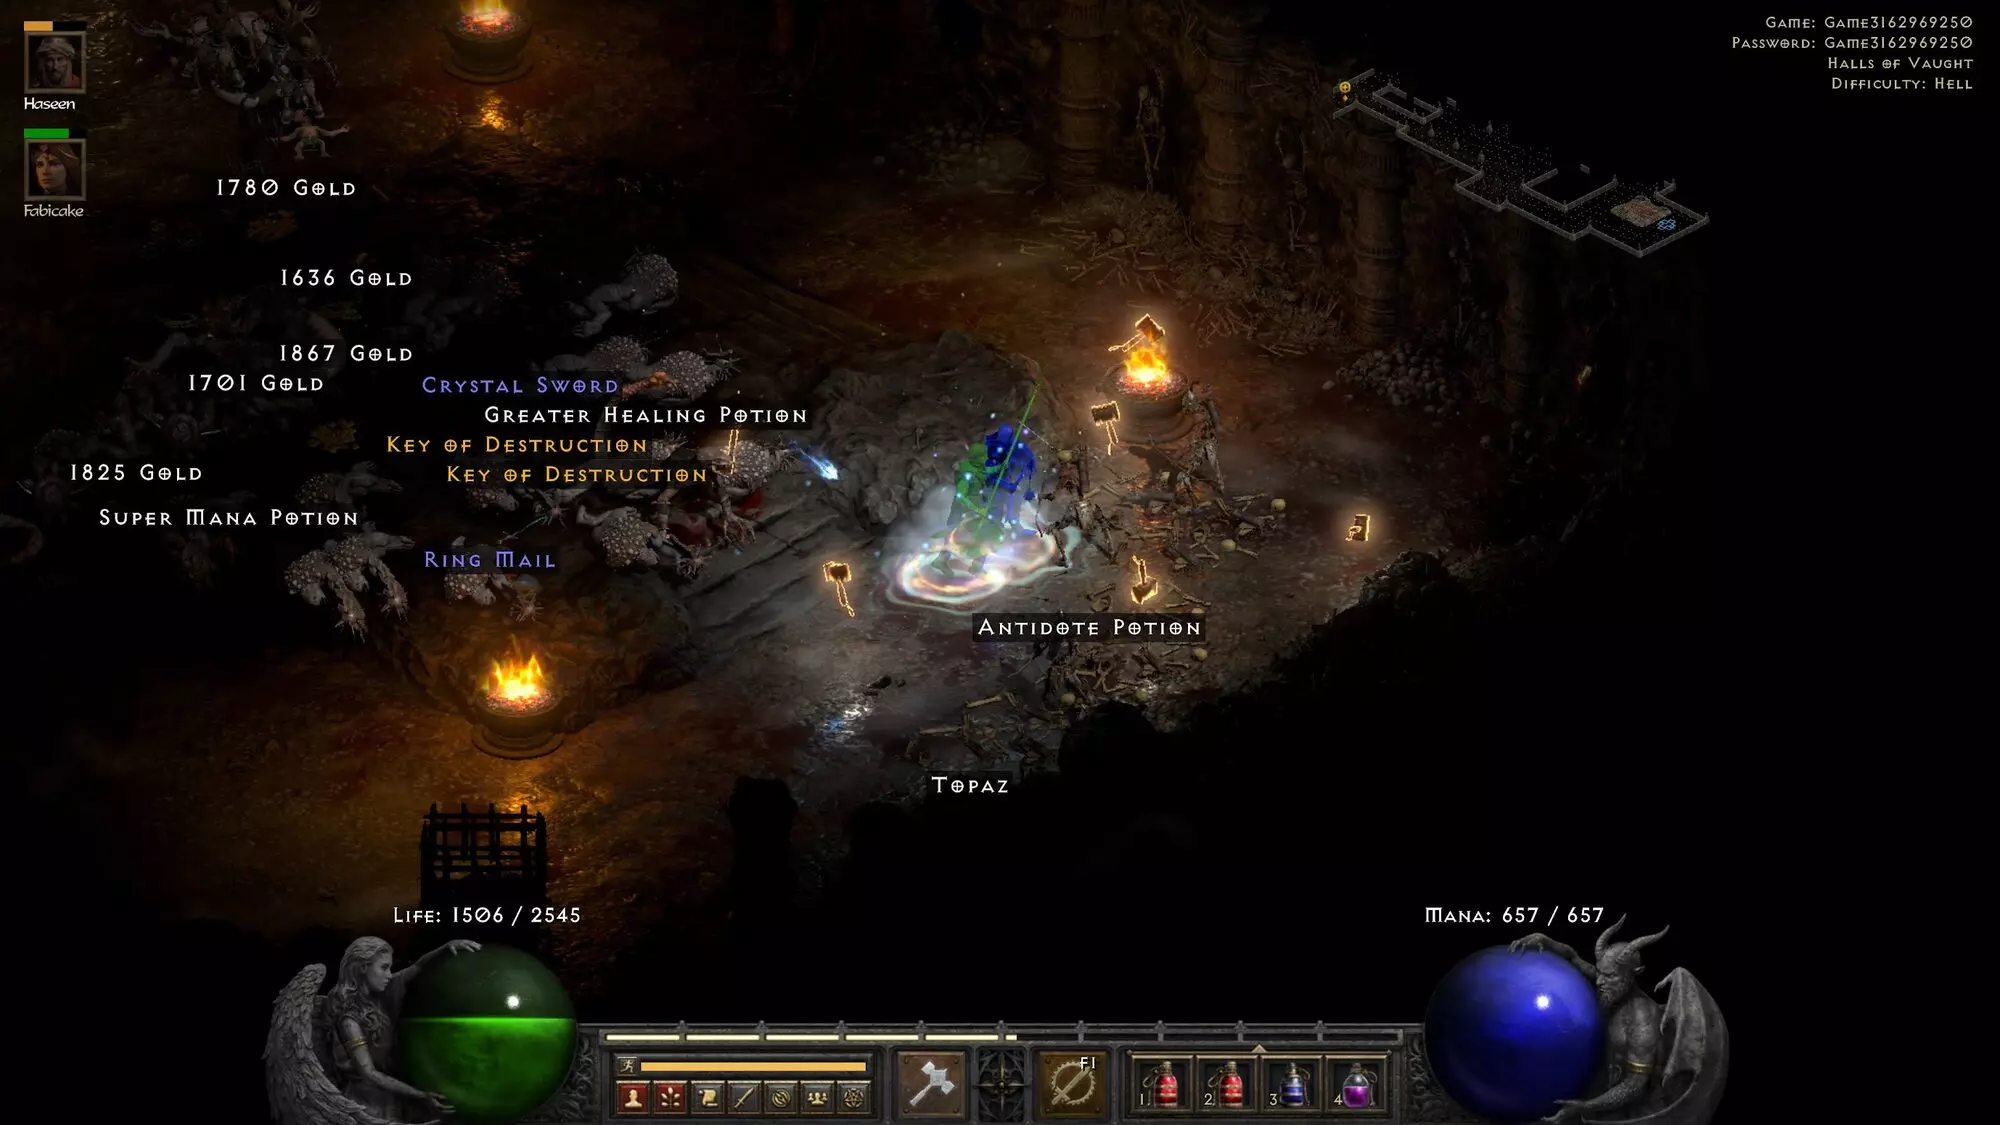 Game: Game3162969250
Password: Game3162969250
Halls of Vaught
Difficulty: Hell
Haseen
Fabicake
1780 Gold
1636 Gold
1867 Gold
1701 Gold
Crystal Sword
Greater Healing Potion
Key of Destruction
1825 Gold
Key of Destruction
Super Mana Potion
Ring Mail
Antidote Potion
Topaz
Life: 1506 / 2545
Mana: 657 / 657
F1
1 2 3 4